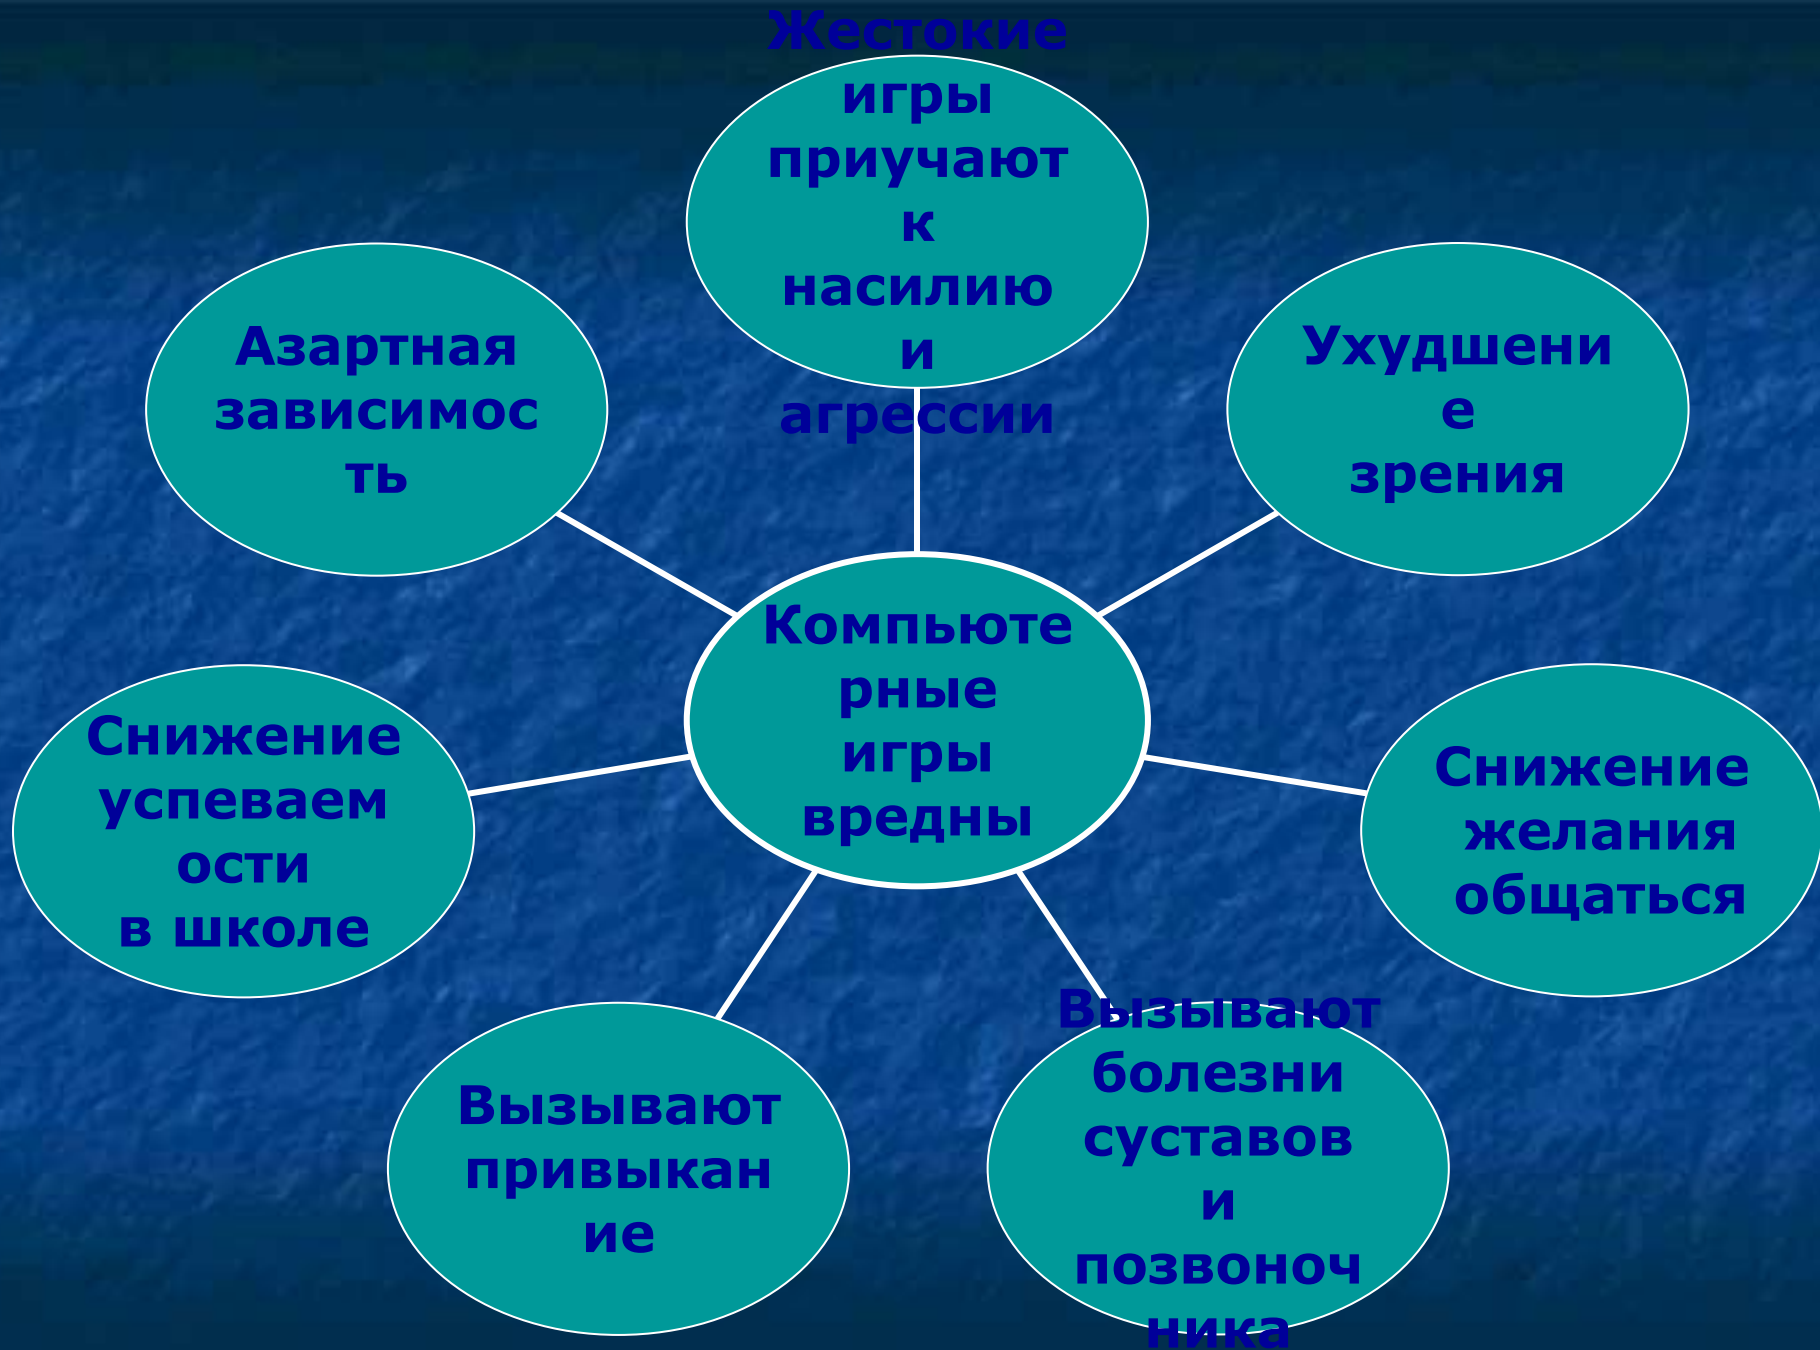 Жестокие
игры
приучают
к
насилию
и
агрессии
Азартная
зависимос
ть
Ухудшени
е
зрения
Компьюте
рные
игры
вредны
Снижение
успеваем
ости
в школе
Снижение
желания
общаться
Вызывают
привыкан
ие
Вызывают
болезни
суставов
и
позвоноч
ника